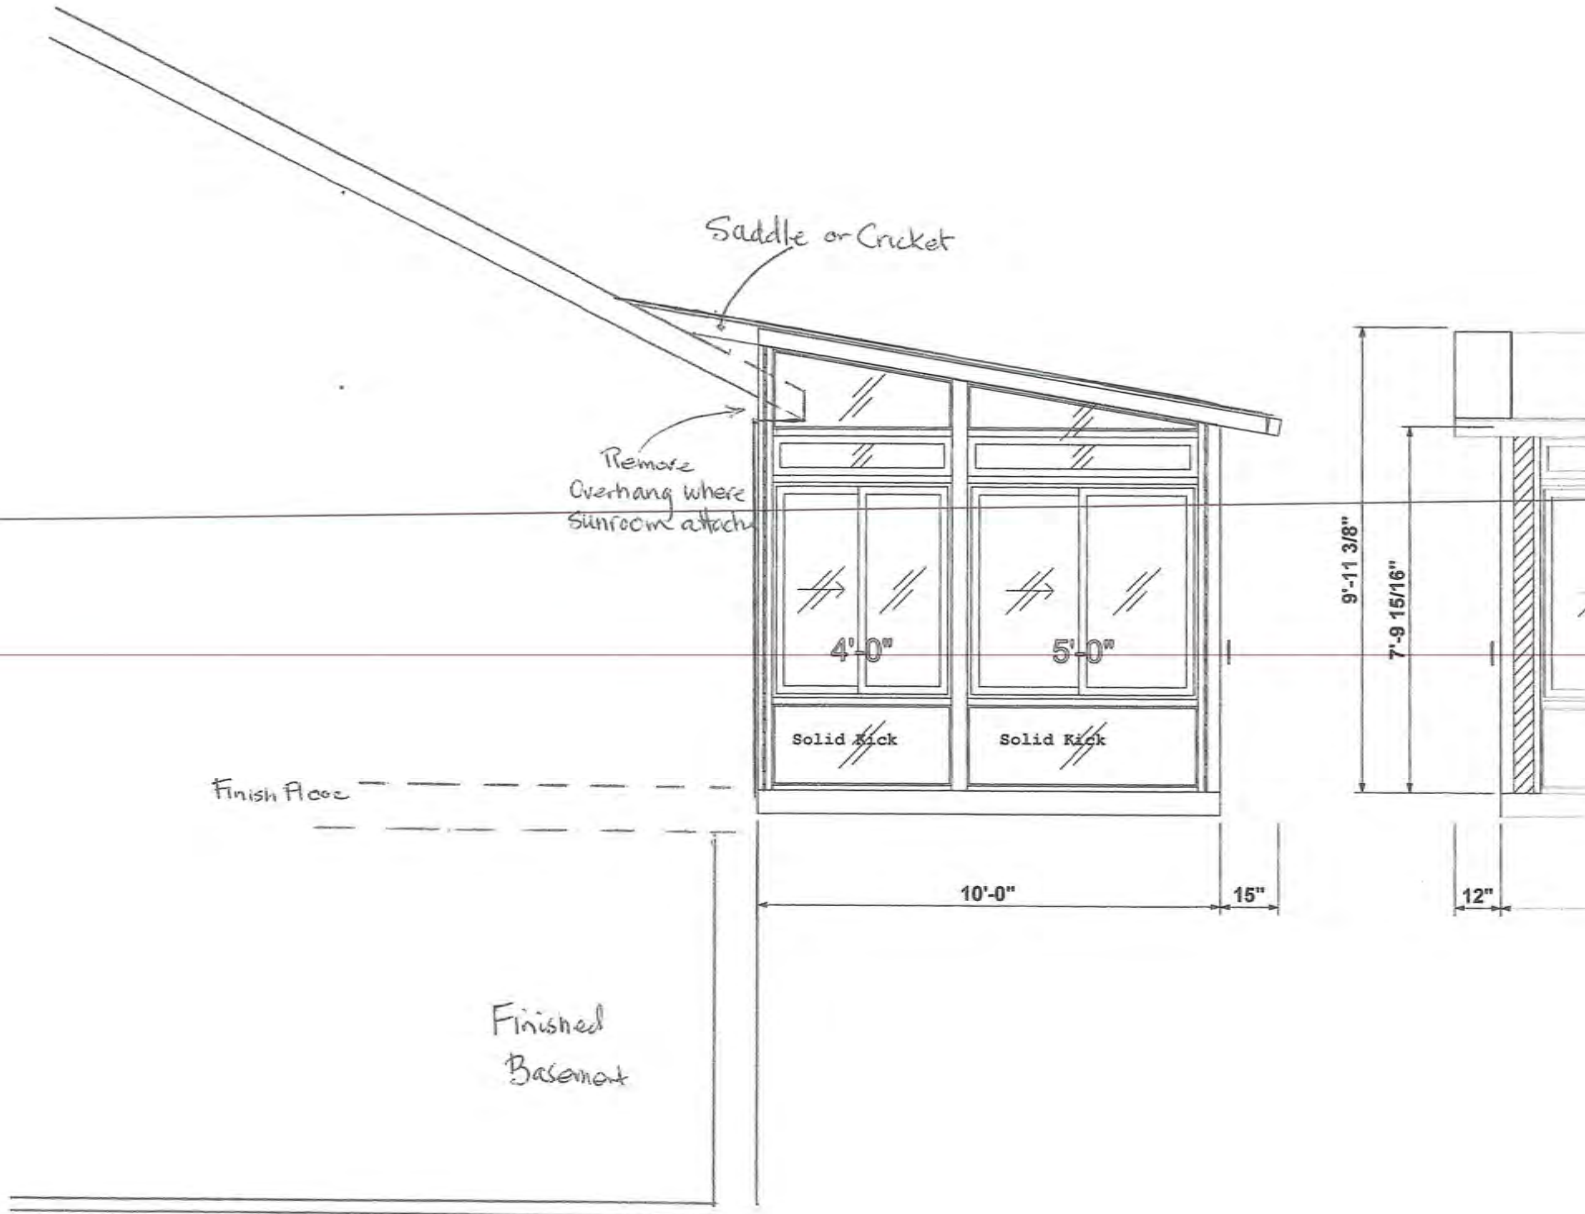 Saddle or Cricket
Remove
Overhang where
Sunroom attach
9'-11 3/8"
7'-9 15/16"
4'-0"
5'-0"
Solid Kick
Solid Kick
Finish Floor
10'-0"
15"
12"
Finished
Basement